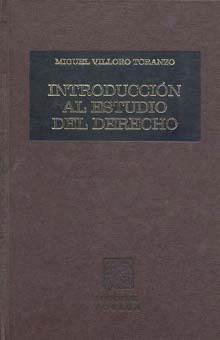 MIGUEL VILLORO TORANZO
INTRODUCCIÓN
AL ESTUDIO
DEL DERECHO